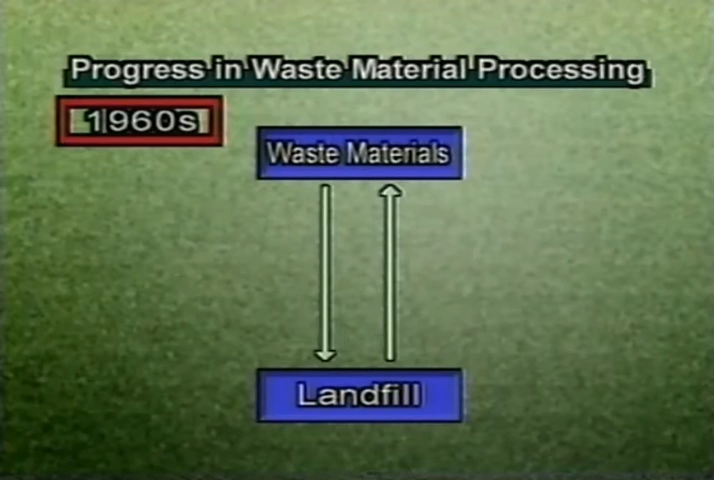 Progress in Waste Material Processing
1960s
Waste Materials
Landfill